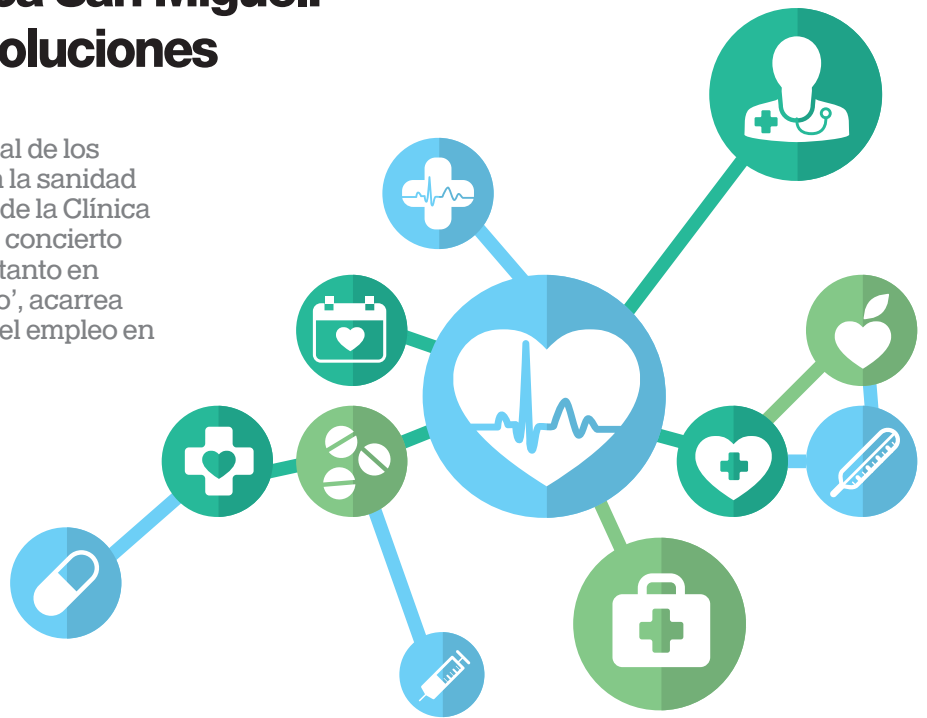 oluciones
al de los
la sanidad
de la Clínica
concierto
tanto en
o’, acarrea
el empleo en